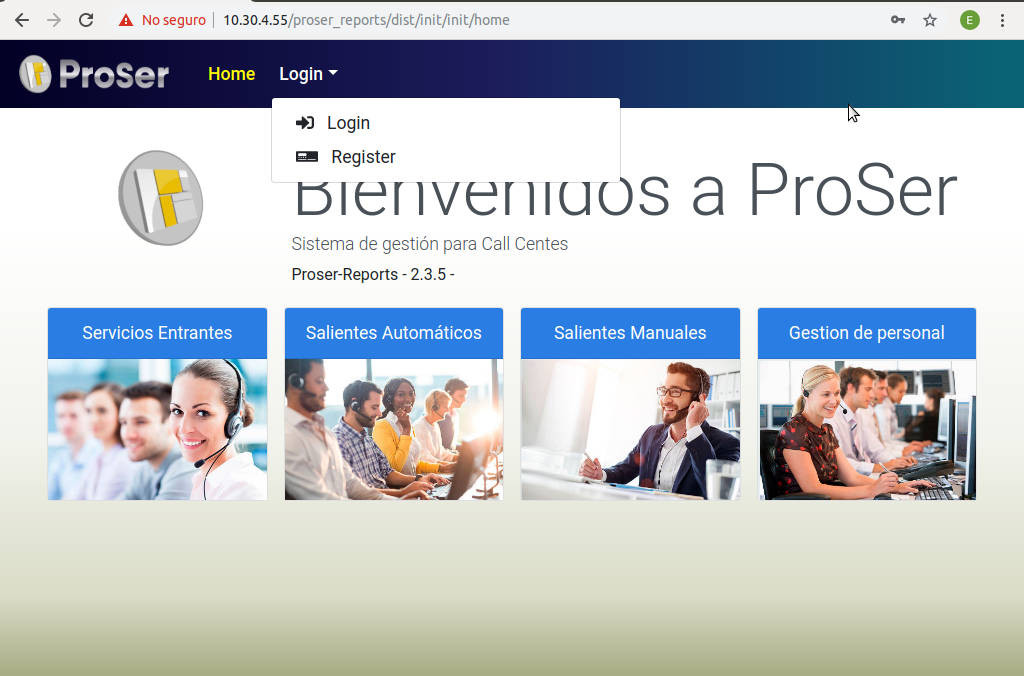 No seguro
10.30.4.55/proser_reports/dist/init/init/home
E
ProSer
Home
Login
Login
Register
Bienvenidos a ProSer
Sistema de gestión para Call Centes
Proser-Reports - 2.3.5 -
Servicios Entrantes
Salientes Automáticos
Salientes Manuales
Gestion de personal